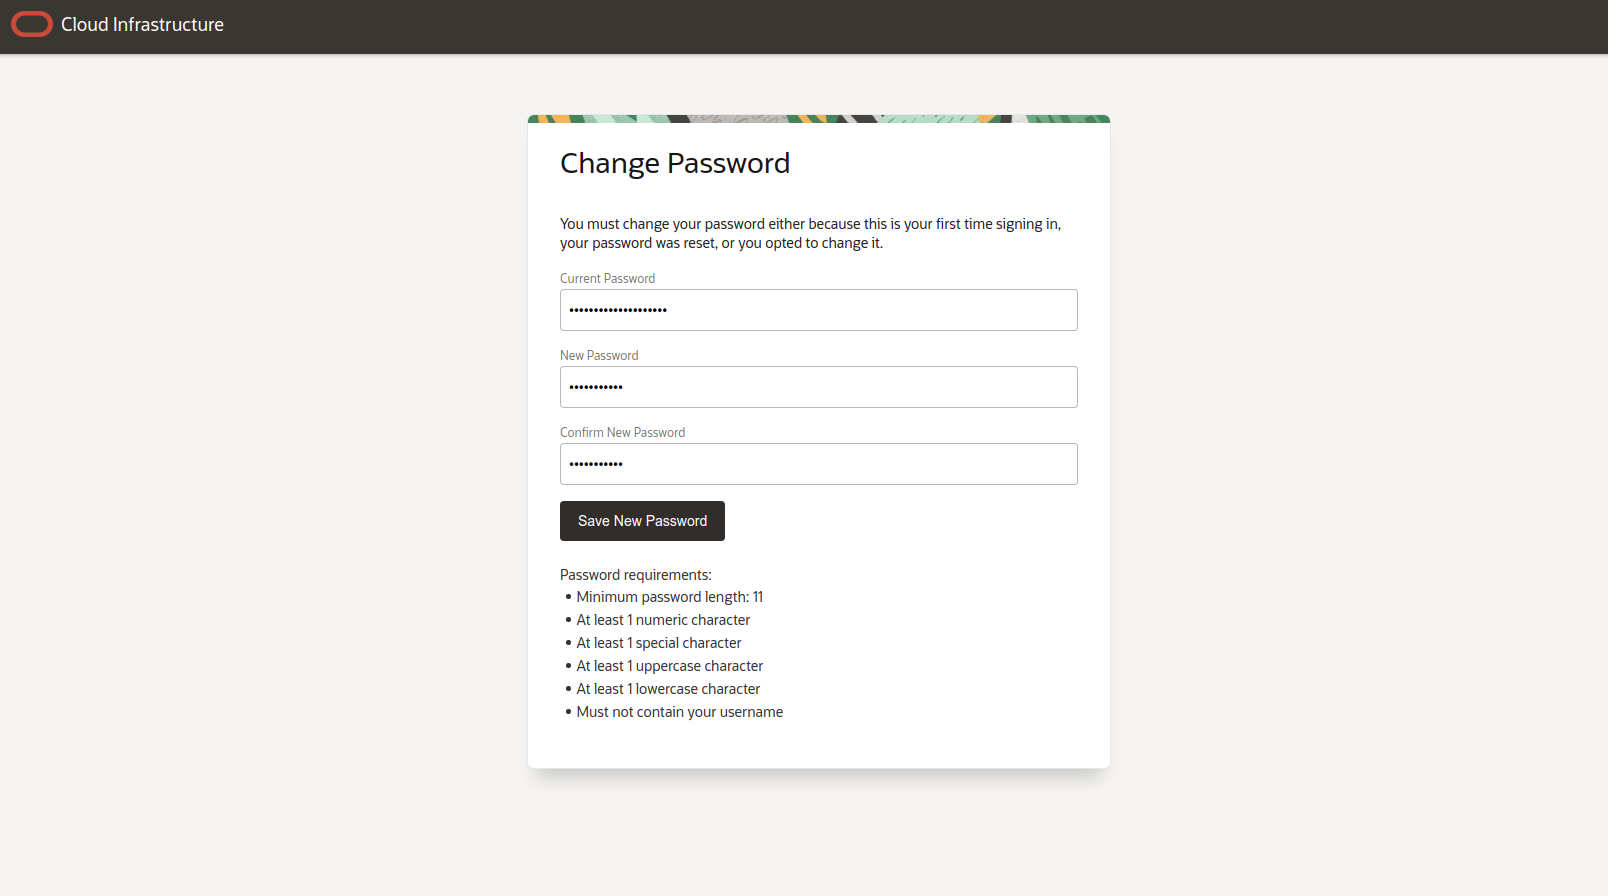 Cloud Infrastructure
Change Password
You must change your password either because this is your first time signing in,
your password was reset, or you opted to change it.
Current Password
••••••••••••••••••••
New Password
•••••••••••
Confirm New Password
•••••••••••
Save New Password
Password requirements:
• Minimum password length: 11
• At least 1 numeric character
• At least 1 special character
• At least 1 uppercase character
• At least 1 lowercase character
• Must not contain your username